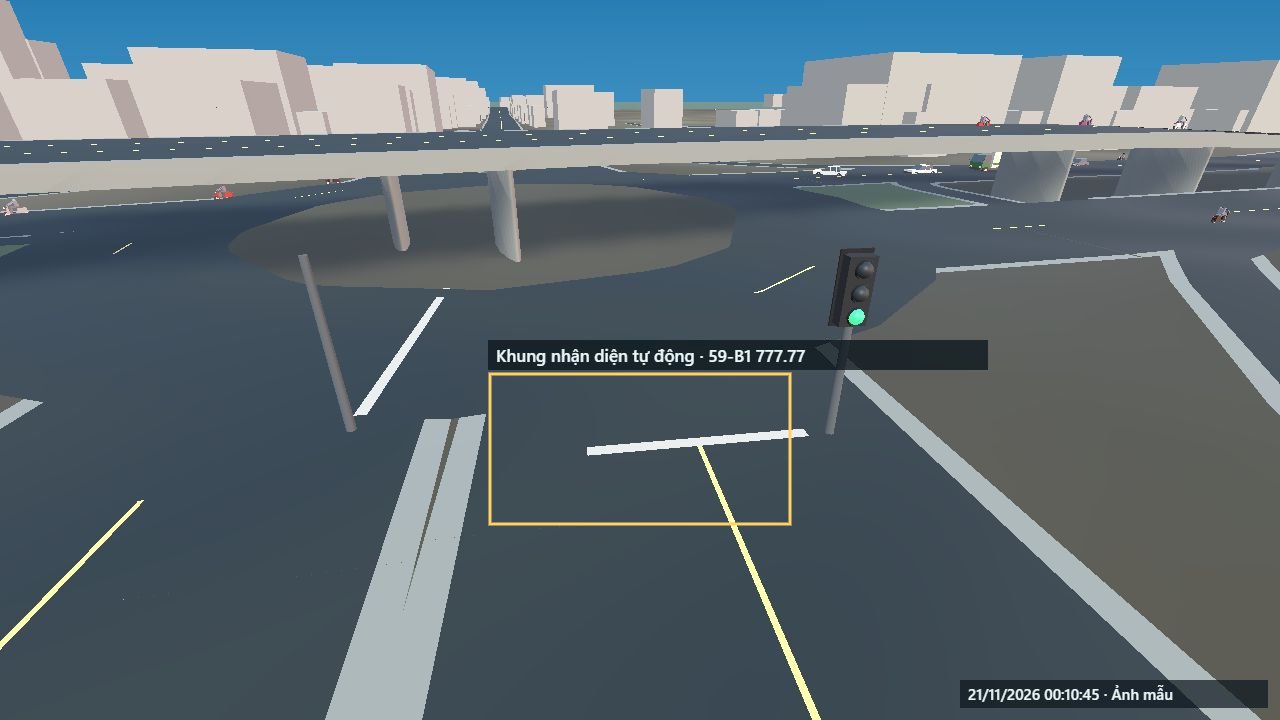 Khung nhận diện tự động · 59-B1 777.77
21/11/2026 00:10:45 · Ảnh mẫu